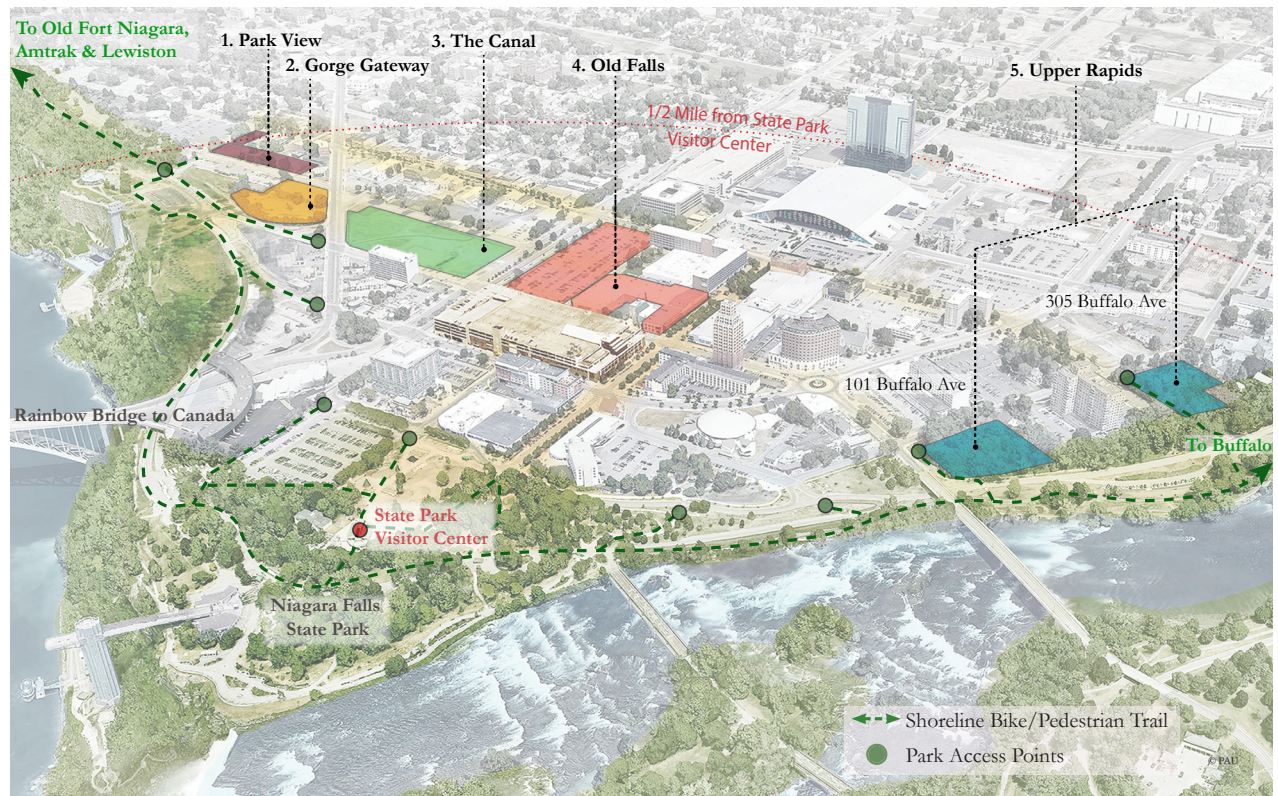 To Old Fort Niagara,
Amtrak & Lewiston
1. Park View
2. Gorge Gateway
3. The Canal
4. Old Falls
5. Upper Rapids
1/2 Mile from State Park
Visitor Center
305 Buffalo Ave
101 Buffalo Ave
Rainbow Bridge to Canada
To Buffalo
State Park
Visitor Center
Niagara Falls
State Park
Shoreline Bike/Pedestrian Trail
Park Access Points
© PAU